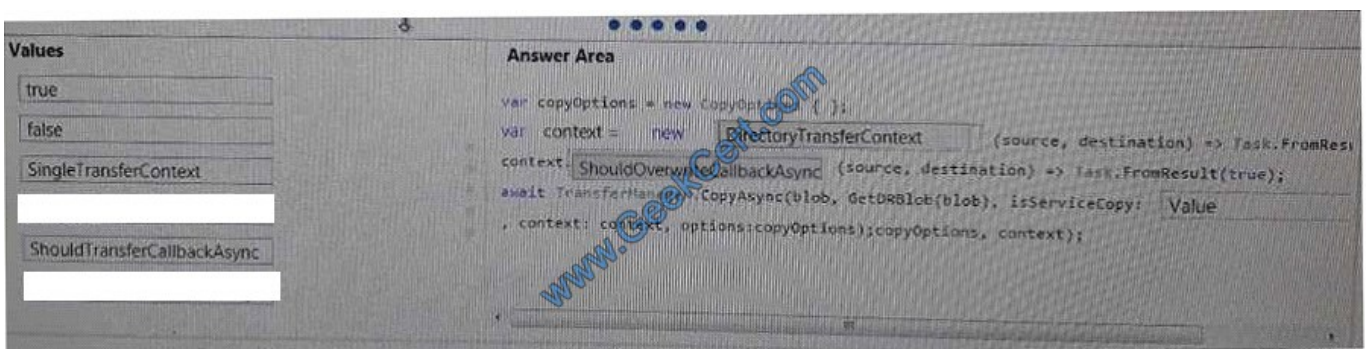 Values
true
false
SingleTransferContext
ShouldTransferCallbackAsync
Answer Area
var copyOptions = new CopyOptions { };
var context = new DirectoryTransferContext (source, destination) => Task.FromResu
context. ShouldOverwriteCallbackAsync (source, destination) => Task.FromResult(true);
await TransferManager.CopyAsync(blob, GetDRBlob(blob), isServiceCopy: Value
, context: context, options:copyOptions);copyOptions, context);
www.GeekCert.com